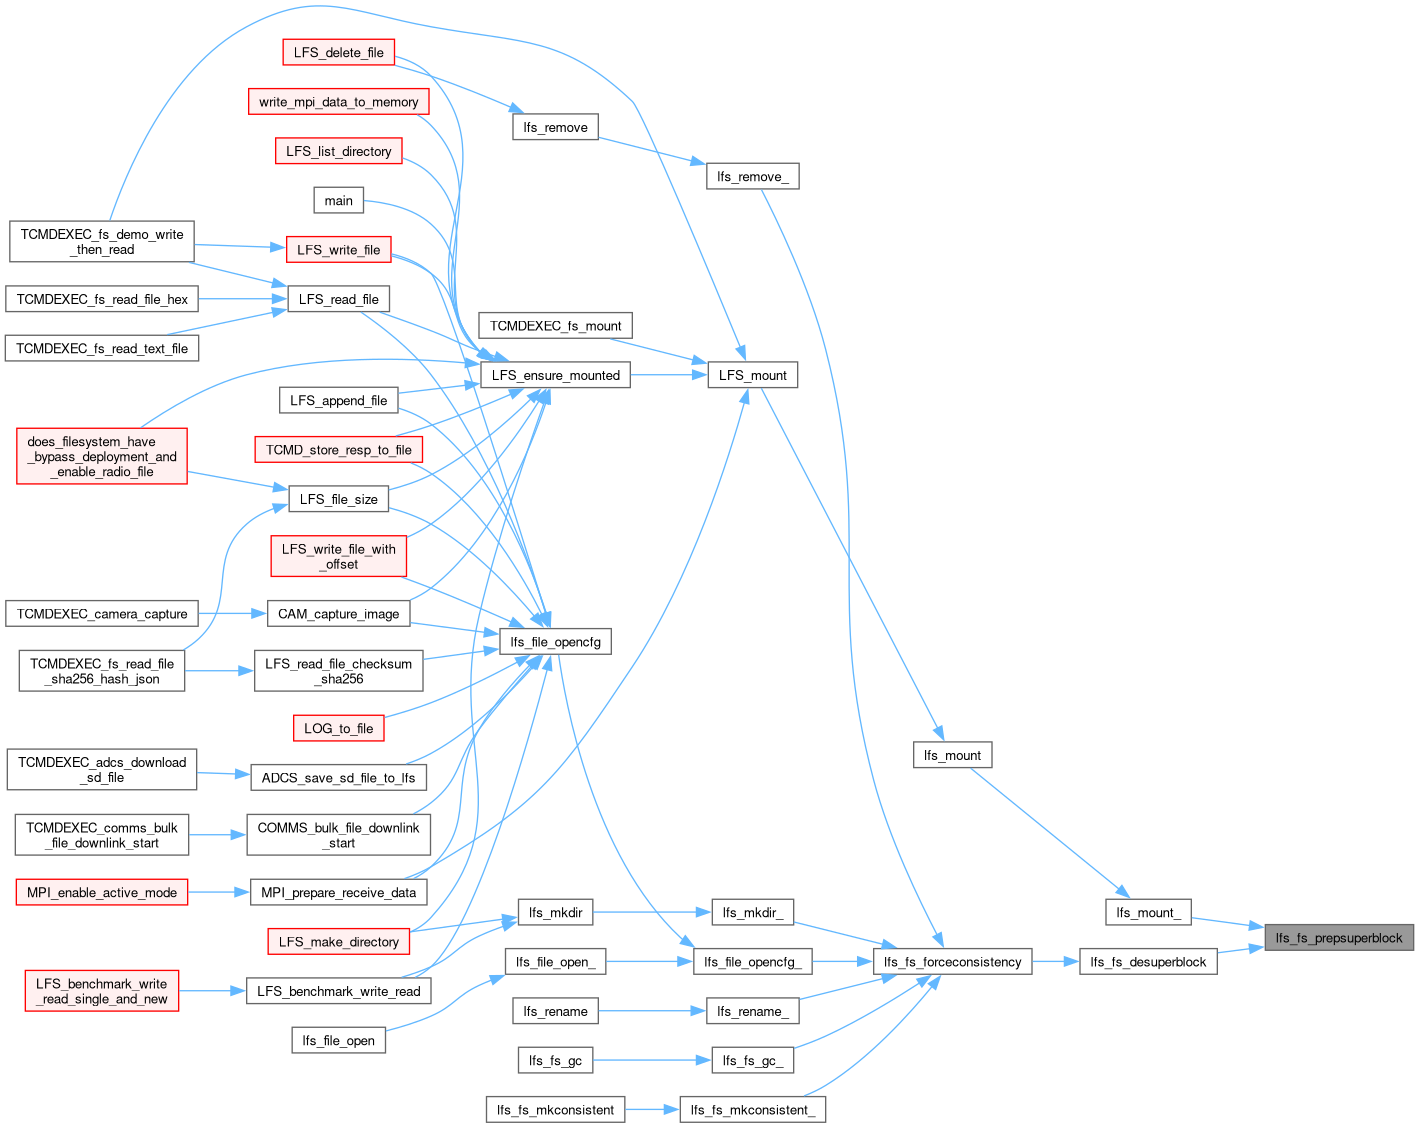 LFS_delete_file
write_mpi_data_to_memory
lfs_remove
LFS_list_directory
lfs_remove_
main
TCMDEXEC_fs_demo_write
_then_read
LFS_write_file
TCMDEXEC_fs_read_file_hex
LFS_read_file
TCMDEXEC_fs_mount
TCMDEXEC_fs_read_text_file
LFS_ensure_mounted
LFS_mount
LFS_append_file
does_filesystem_have
_bypass_deployment_and
_enable_radio_file
TCMD_store_resp_to_file
LFS_file_size
LFS_write_file_with
_offset
TCMDEXEC_camera_capture
CAM_capture_image
lfs_file_opencfg
TCMDEXEC_fs_read_file
_sha256_hash_json
LFS_read_file_checksum
_sha256
LOG_to_file
lfs_mount
TCMDEXEC_adcs_download
_sd_file
ADCS_save_sd_file_to_lfs
TCMDEXEC_comms_bulk
_file_downlink_start
COMMS_bulk_file_downlink
_start
MPI_enable_active_mode
MPI_prepare_receive_data
lfs_mkdir
lfs_mkdir_
lfs_mount_
lfs_fs_prepsuperblock
LFS_make_directory
lfs_file_open_
lfs_file_opencfg_
lfs_fs_forceconsistency
lfs_fs_desuperblock
LFS_benchmark_write
_read_single_and_new
LFS_benchmark_write_read
lfs_rename
lfs_rename_
lfs_file_open
lfs_fs_gc
lfs_fs_gc_
lfs_fs_mkconsistent
lfs_fs_mkconsistent_